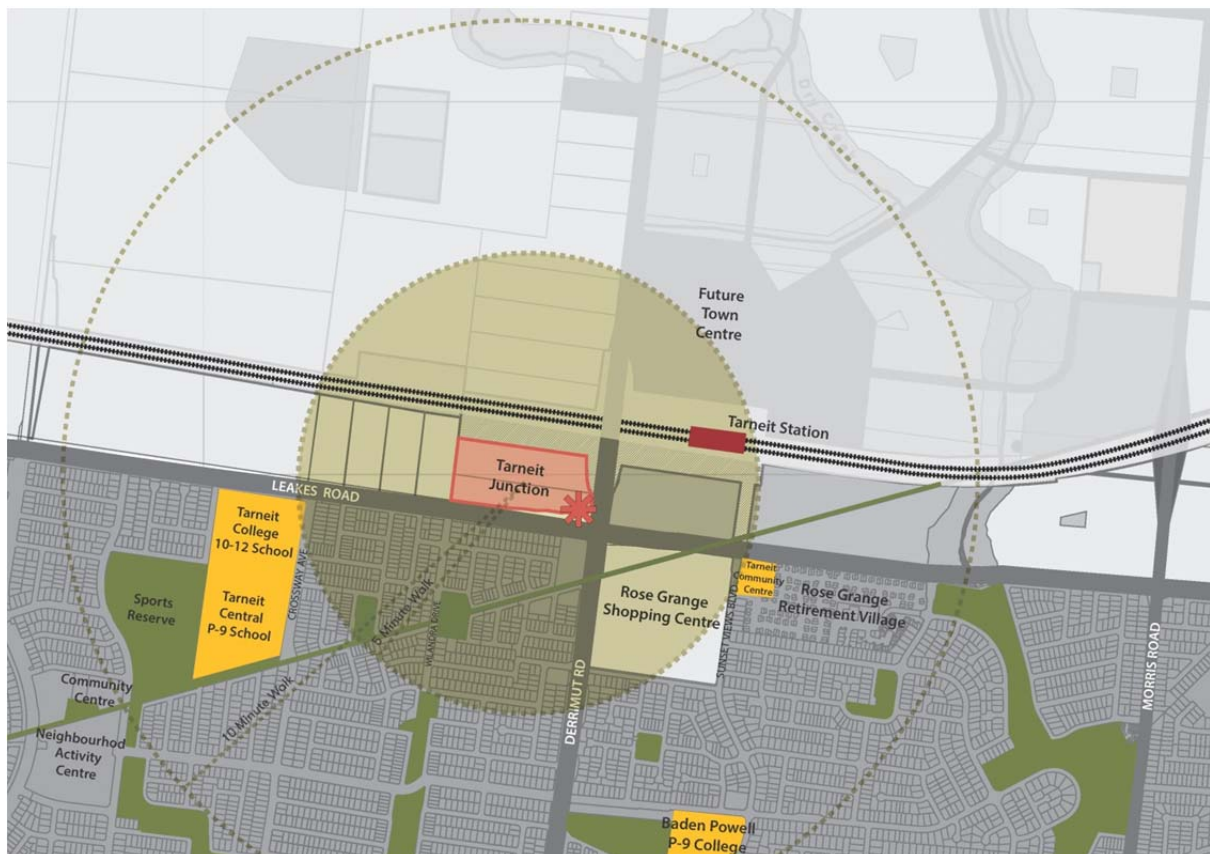 Dry Creek
Future
Town
Centre
Tarneit Station
Tarneit
Junction
LEAKES ROAD
Tarneit
College
10-12 School
Tarneit
Central
P-9 School
CROSSWAY AVE
Sports
Reserve
5 Minute Walk
10 Minute Walk
DERRIMUT RD
Rose Grange
Shopping Centre
SUNSET VIEWS BLVD
Tarneit
Community
Centre
Rose Grange
Retirement Village
MORRIS ROAD
Community
Centre
Neighbourhod
Activity
Centre
Baden Powell
P-9 College